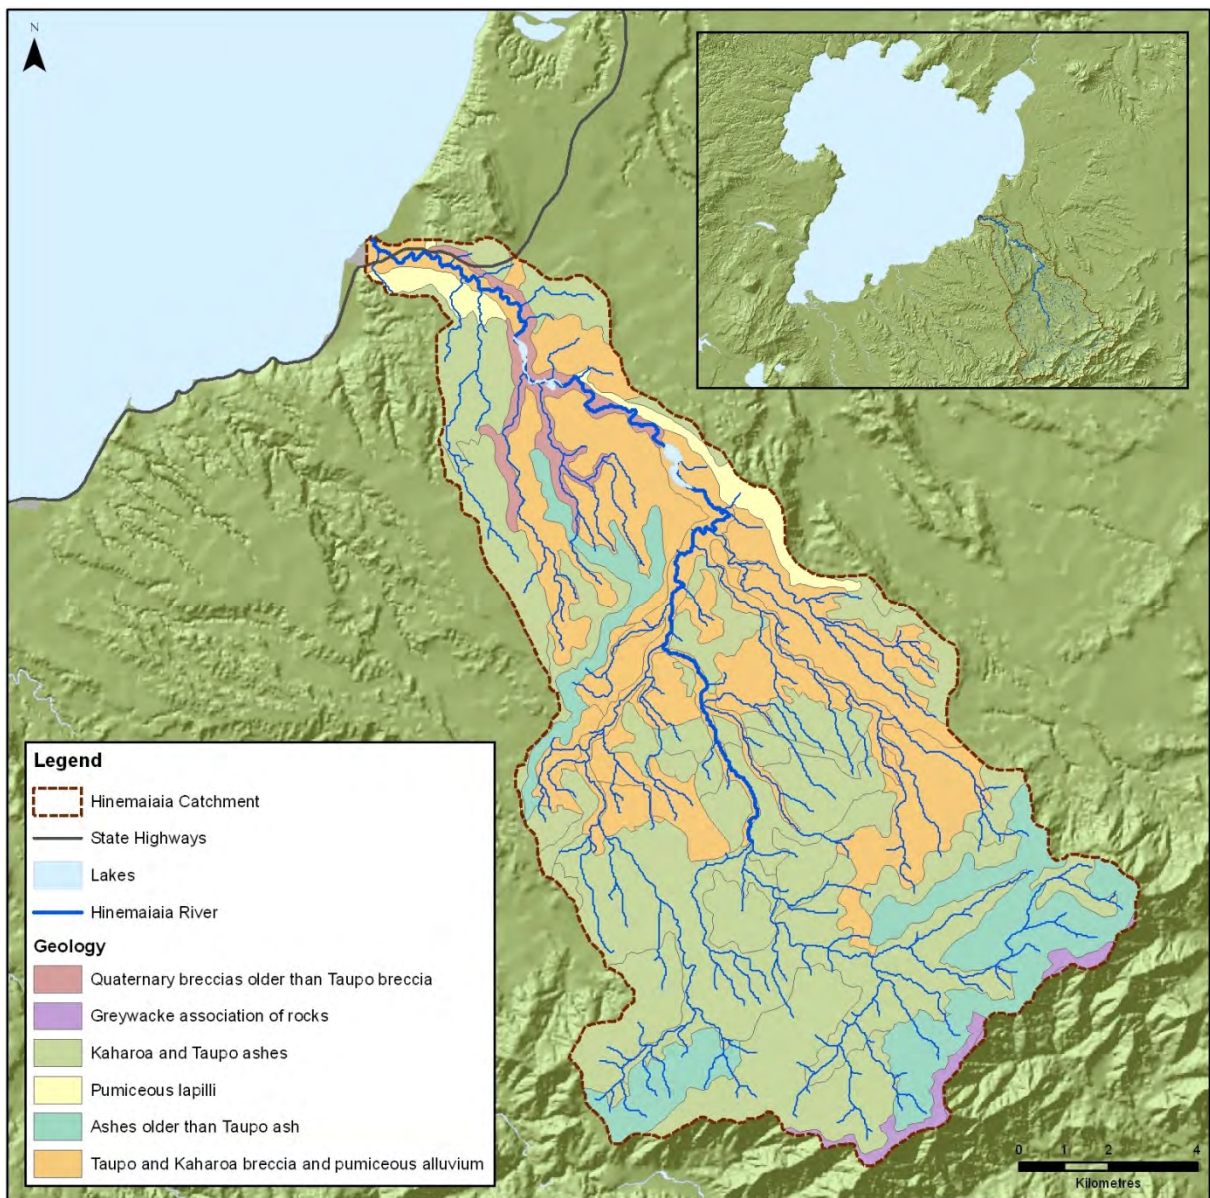 N
Legend
Hinemaiaia Catchment
State Highways
Lakes
Hinemaiaia River
Geology
Quaternary breccias older than Taupo breccia
Greywacke association of rocks
Kaharoa and Taupo ashes
Pumiceous lapilli
Ashes older than Taupo ash
Taupo and Kaharoa breccia and pumiceous alluvium
0 1 2 4
Kilometres